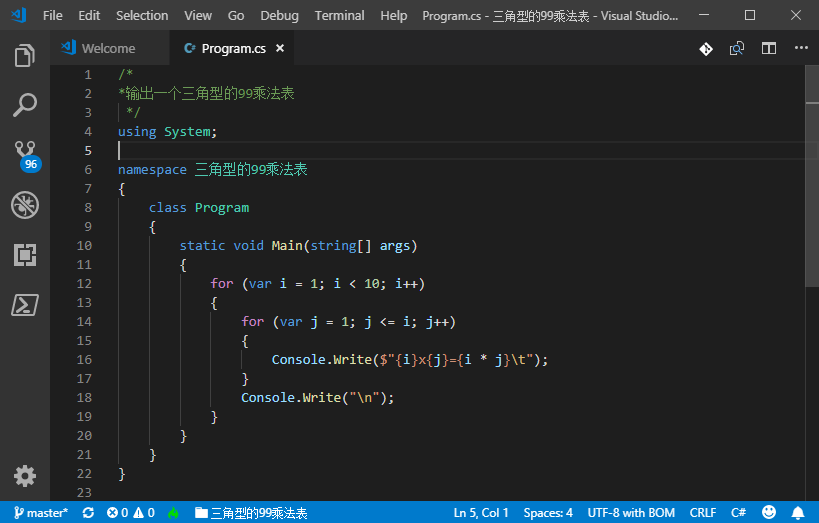 File Edit Selection View Go Debug Terminal Help Program.cs - 三角型的99乘法表 - Visual Studio...
Welcome Program.cs
1 /*
2 *输出一个三角型的99乘法表
3  */
4 using System;
5
6 namespace 三角型的99乘法表
7 {
8     class Program
9     {
10         static void Main(string[] args)
11         {
12             for (var i = 1; i < 10; i++)
13             {
14                 for (var j = 1; j <= i; j++)
15                 {
16                     Console.Write($"{i}x{j}={i * j}\t");
17                 }
18                 Console.Write("\n");
19             }
20         }
21     }
22 }
23
96
master* 0 0 三角型的99乘法表 Ln 5, Col 1 Spaces: 4 UTF-8 with BOM CRLF C#